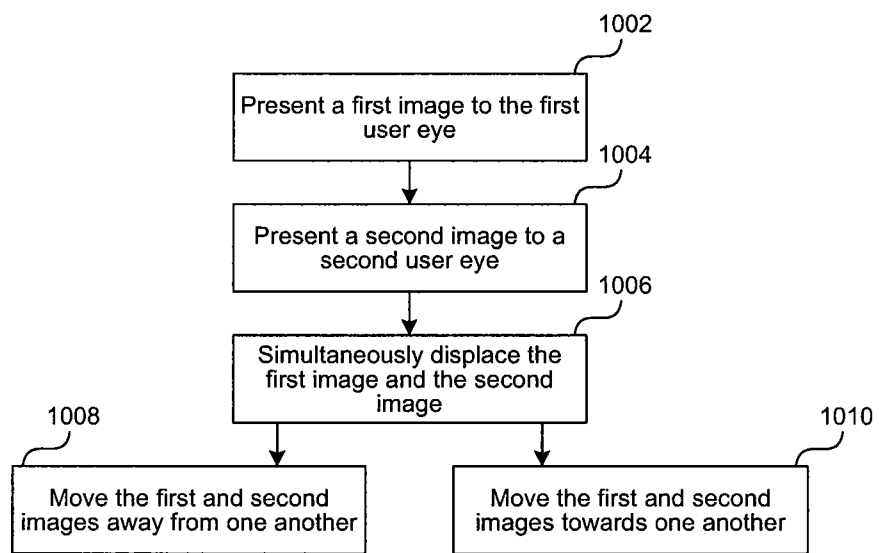 1002
Present a first image to the first
user eye
1004
Present a second image to a
second user eye
1006
Simultaneously displace the
first image and the second
image
1008
Move the first and second
images away from one another
1010
Move the first and second
images towards one another